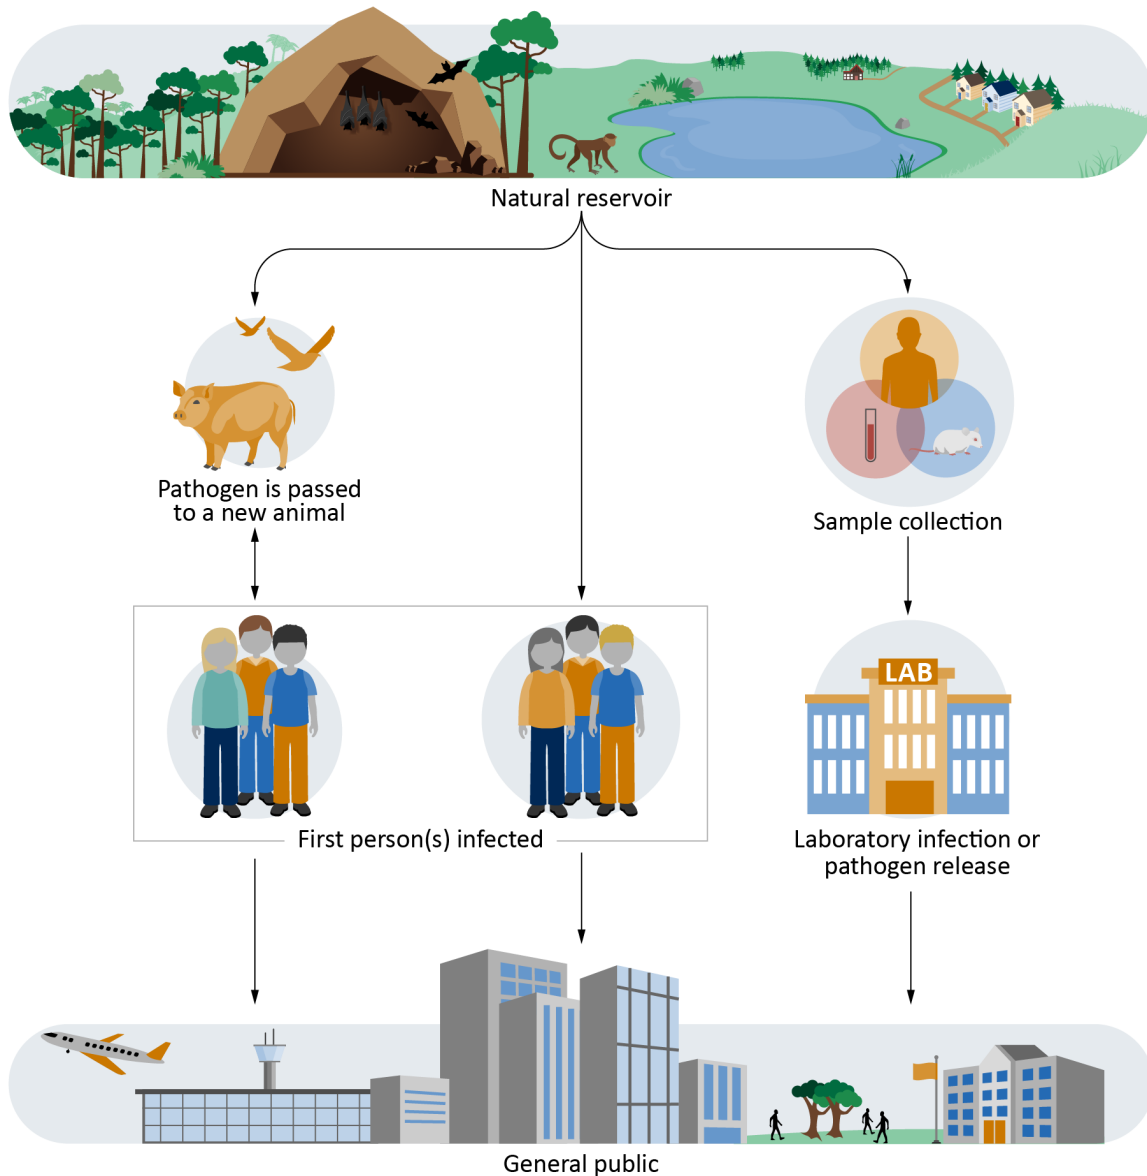 Natural reservoir
Pathogen is passed
to a new animal
Sample collection
LAB
First person(s) infected
Laboratory infection or
pathogen release
General public